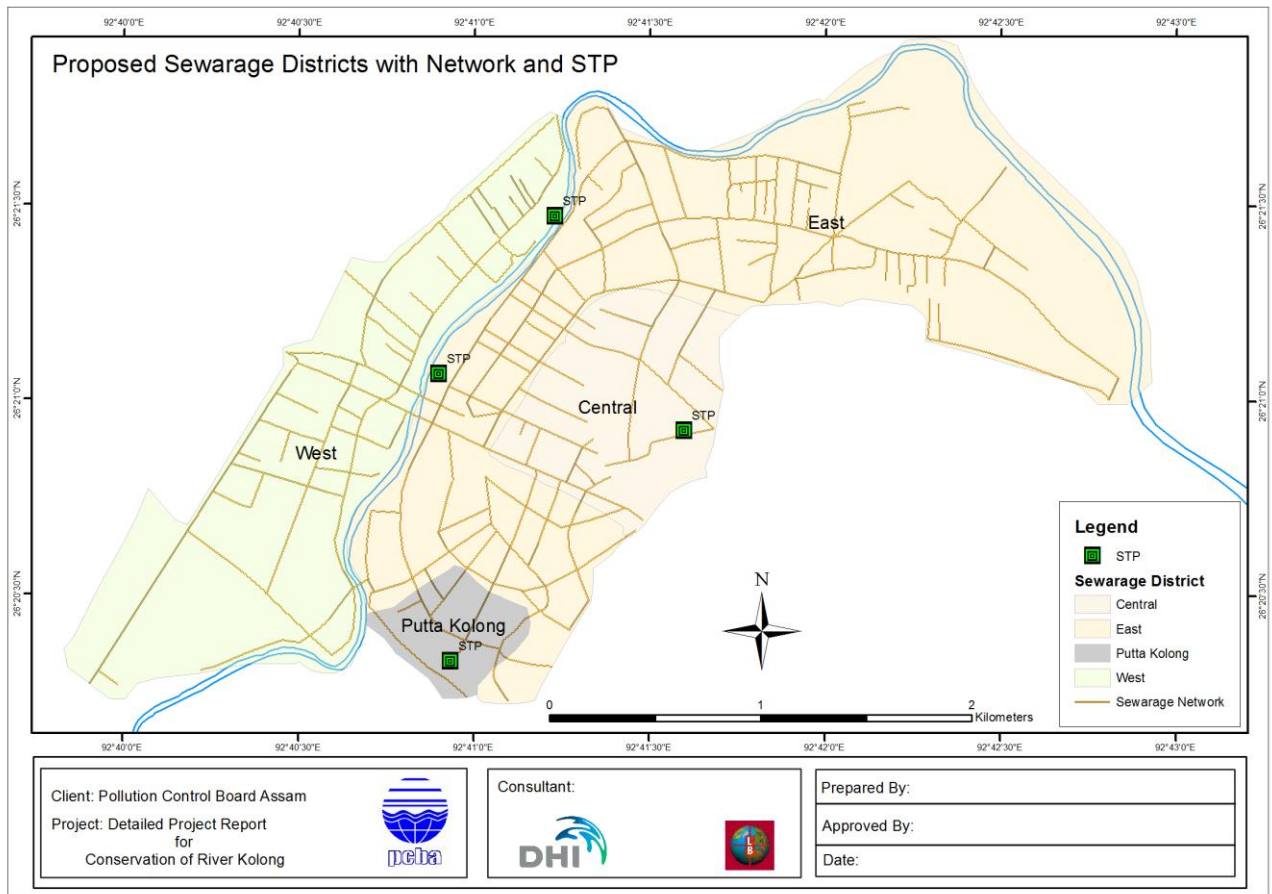 92°40'0"E
92°40'30"E
92°41'0"E
92°41'30"E
92°42'0"E
92°42'30"E
92°43'0"E
Proposed Sewarage Districts with Network and STP
26°21'30"N
26°21'30"N
STP
East
STP
26°21'0"N
26°21'0"N
Central
STP
West
Legend
STP
Sewarage District
Central
East
Putta Kolong
West
Sewarage Network
26°20'30"N
26°20'30"N
N
Putta Kolong
STP
0
1
2
Kilometers
92°40'0"E
92°40'30"E
92°41'0"E
92°41'30"E
92°42'0"E
92°42'30"E
92°43'0"E
Client: Pollution Control Board Assam
Project: Detailed Project Report
for
Conservation of River Kolong
pcba
Consultant:
DHI
L
B
Prepared By:
Approved By:
Date: